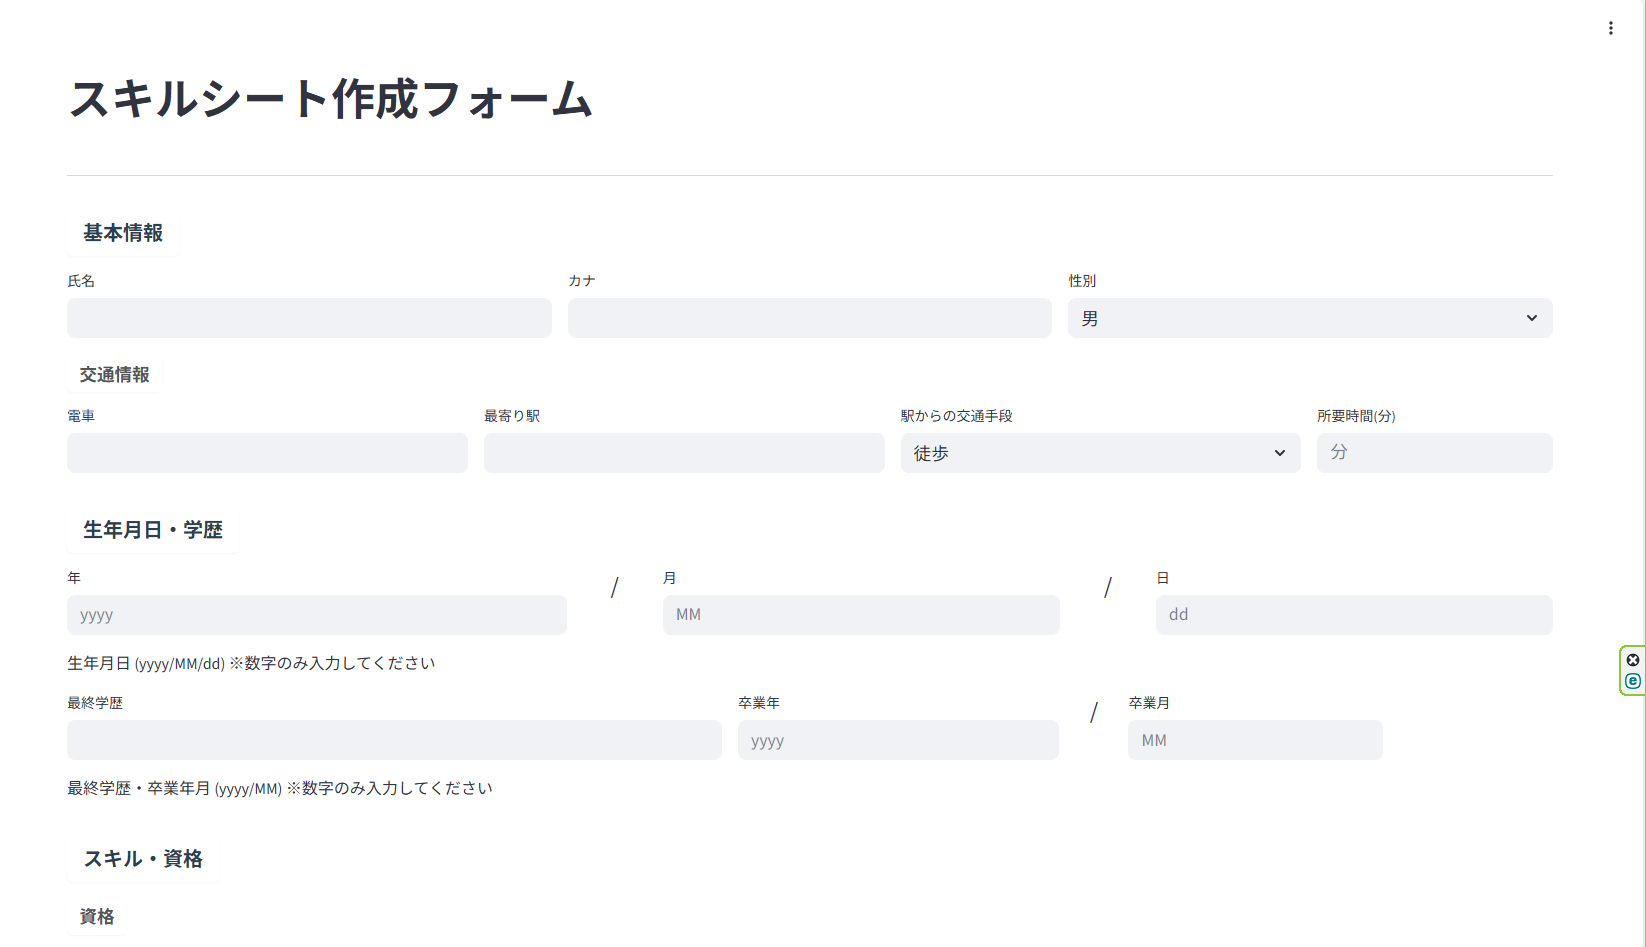 スキルシート作成フォーム
基本情報
氏名 カナ 性別
男
交通情報
電車 最寄り駅 駅からの交通手段 所要時間(分)
徒歩 分
生年月日・学歴
年 / 月 / 日
yyyy MM dd
生年月日 (yyyy/MM/dd) ※数字のみ入力してください
最終学歴 卒業年 / 卒業月
yyyy MM
最終学歴・卒業年月 (yyyy/MM) ※数字のみ入力してください
スキル・資格
資格